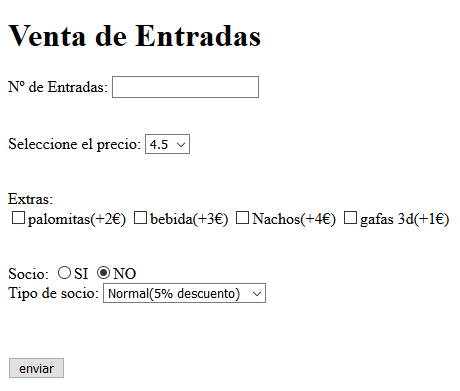 Venta de Entradas
Nº de Entradas:
Seleccione el precio: 4.5
Extras:
palomitas(+2€) bebida(+3€) Nachos(+4€) gafas 3d(+1€)
Socio: SI NO
Tipo de socio: Normal(5% descuento)
enviar